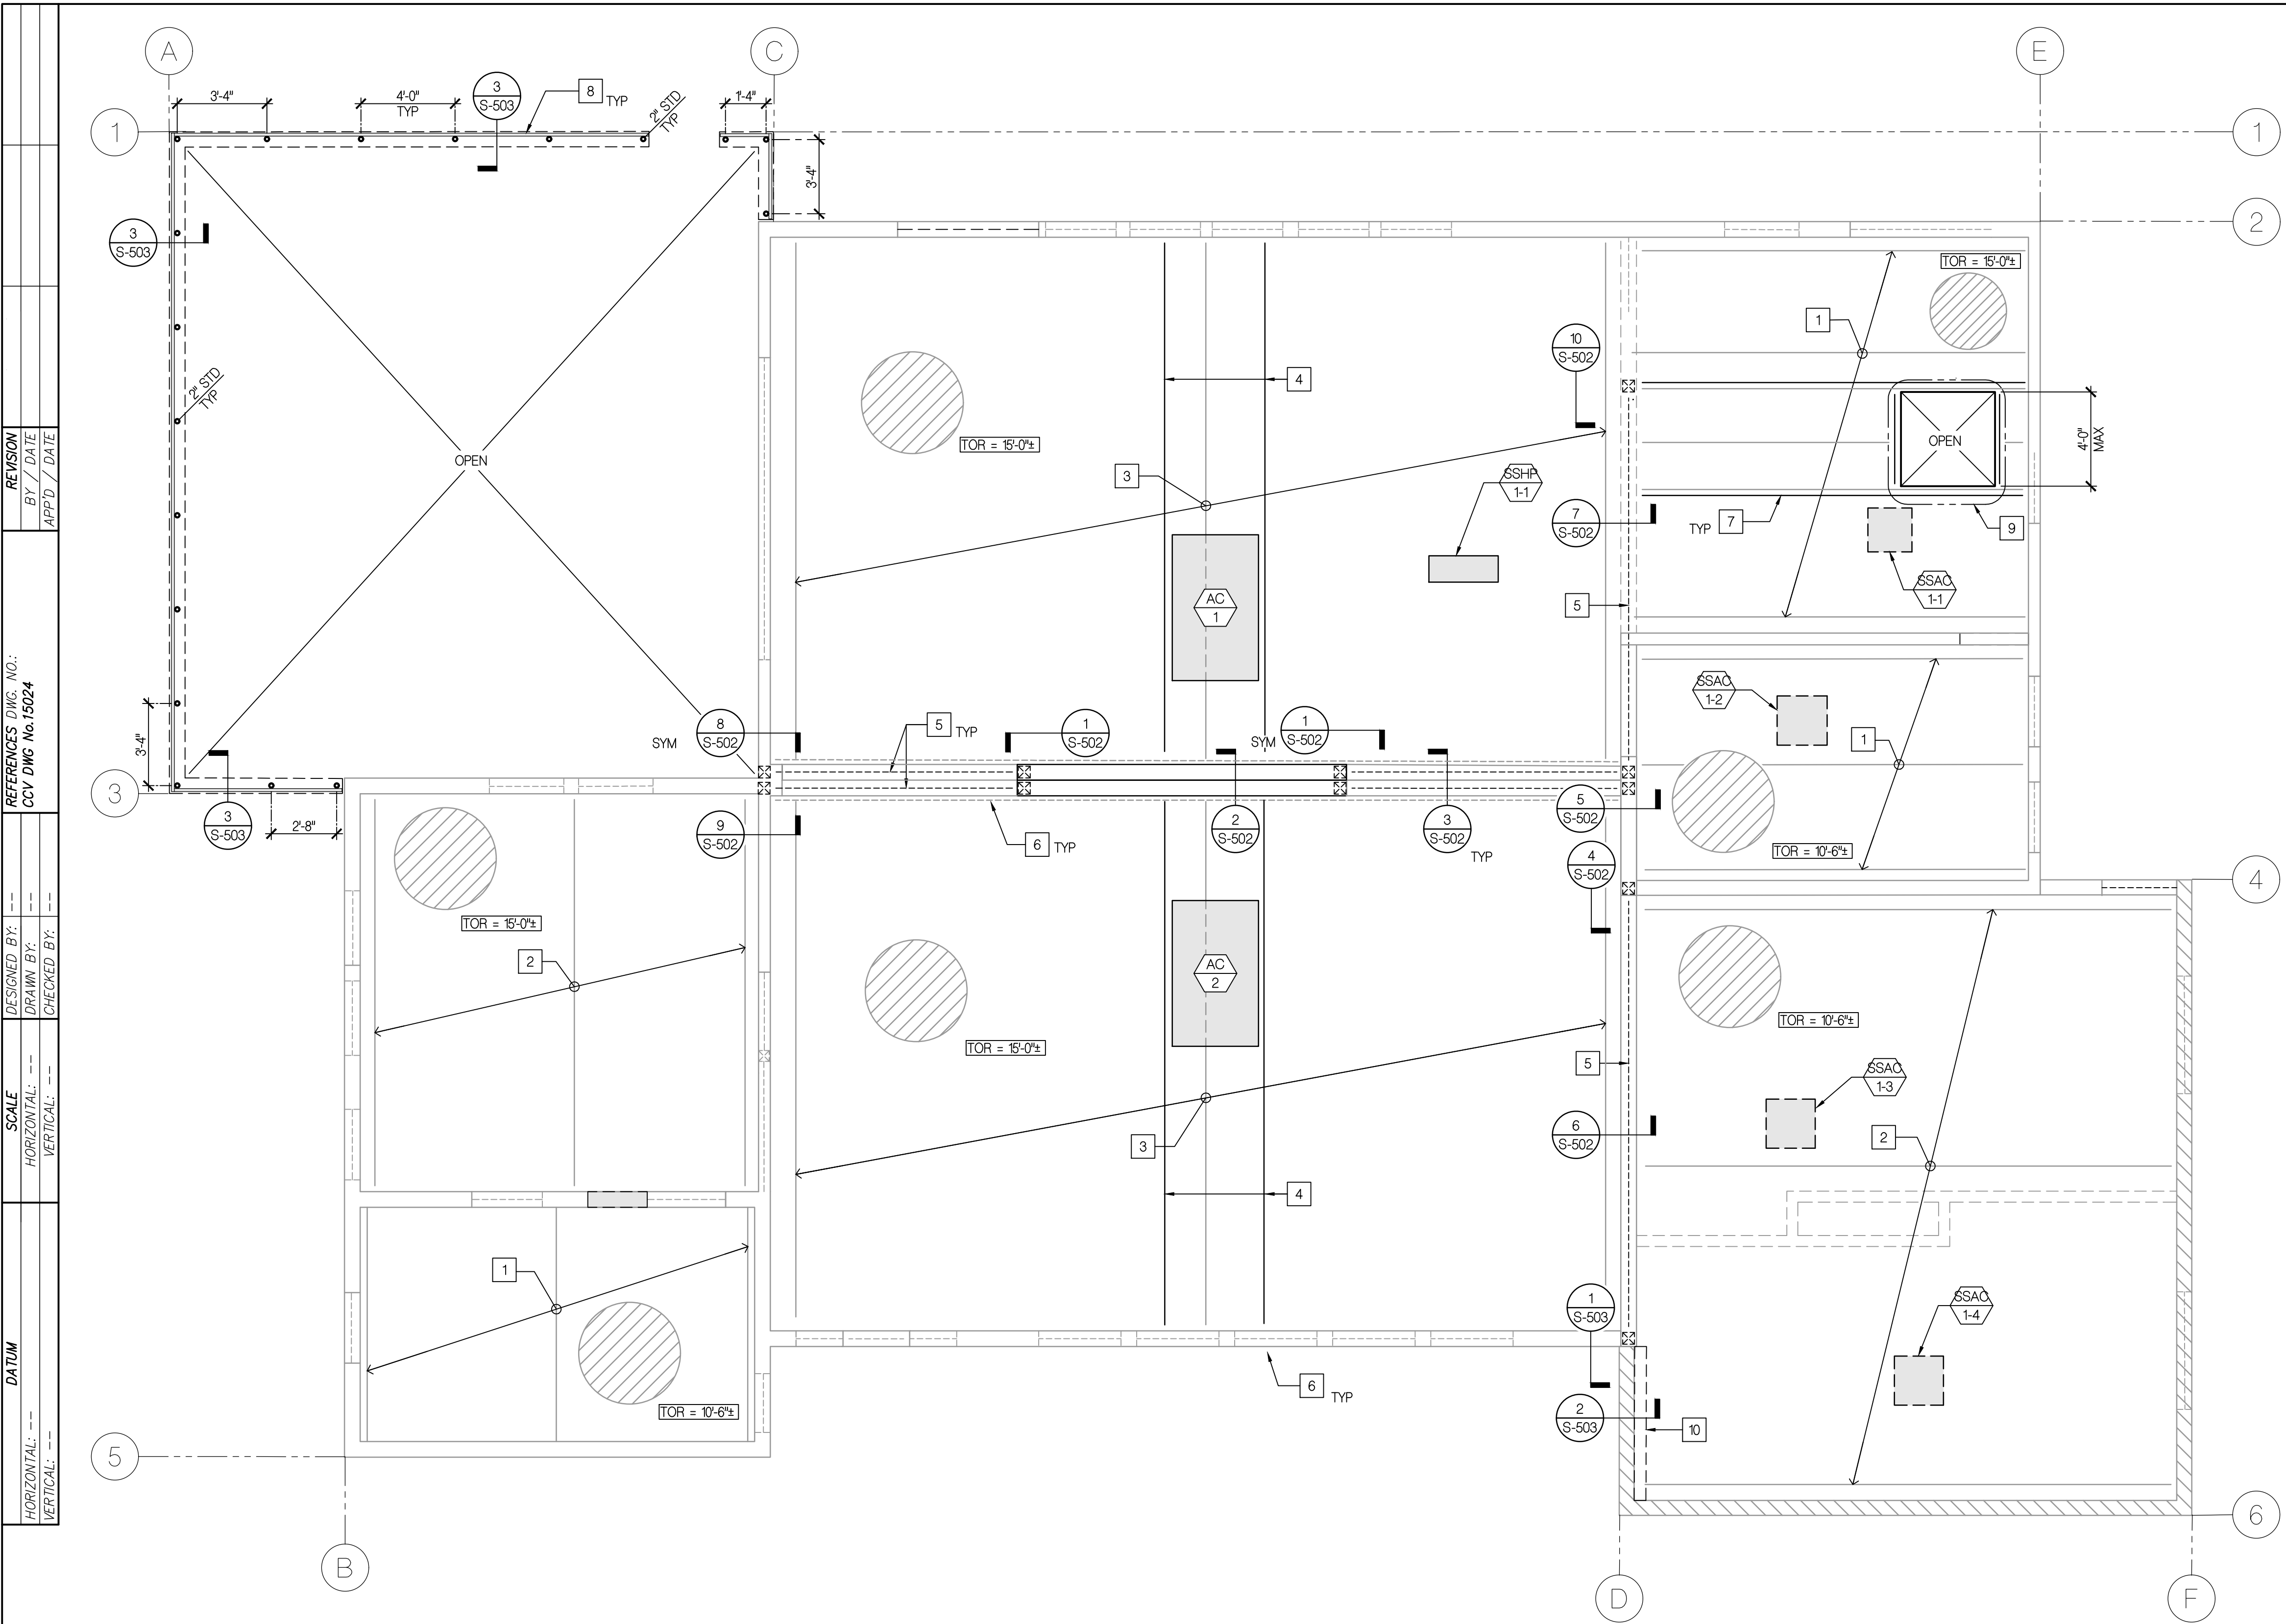 A
C
E
3'-4"
4'-0"
TYP
3
S-503
8
TYP
2" STD
TYP
1'-4"
3'-4"
1
1
2
3
S-503
2" STD
TYP
OPEN
TOR = 15'-0"±
10
S-502
1
TOR = 15'-0"±
4
3
SSHP
1-1
7
S-502
OPEN
4'-0"
MAX
TYP
7
9
SSAC
1-1
AC
1
5
SSAC
1-2
1
3'-4"
3
3
S-503
2'-8"
SYM
8
S-502
5
TYP
1
S-502
SYM
1
S-502
9
S-502
6
TYP
2
S-502
3
S-502
TYP
5
S-502
4
S-502
TOR = 10'-6"±
4
TOR = 15'-0"±
2
AC
2
TOR = 15'-0"±
TOR = 10'-6"±
5
SSAC
1-3
3
6
S-502
2
4
1
1
S-503
SSAC
1-4
6
TYP
TOR = 10'-6"±
2
S-503
10
5
6
B
D
F
REVISION
BY / DATE
APP'D / DATE
REFERENCES DWG. NO.:
CCV DWG No.15024
DESIGNED BY: --
DRAWN BY: --
CHECKED BY: --
SCALE
HORIZONTAL: --
VERTICAL: --
DATUM
HORIZONTAL: --
VERTICAL: --